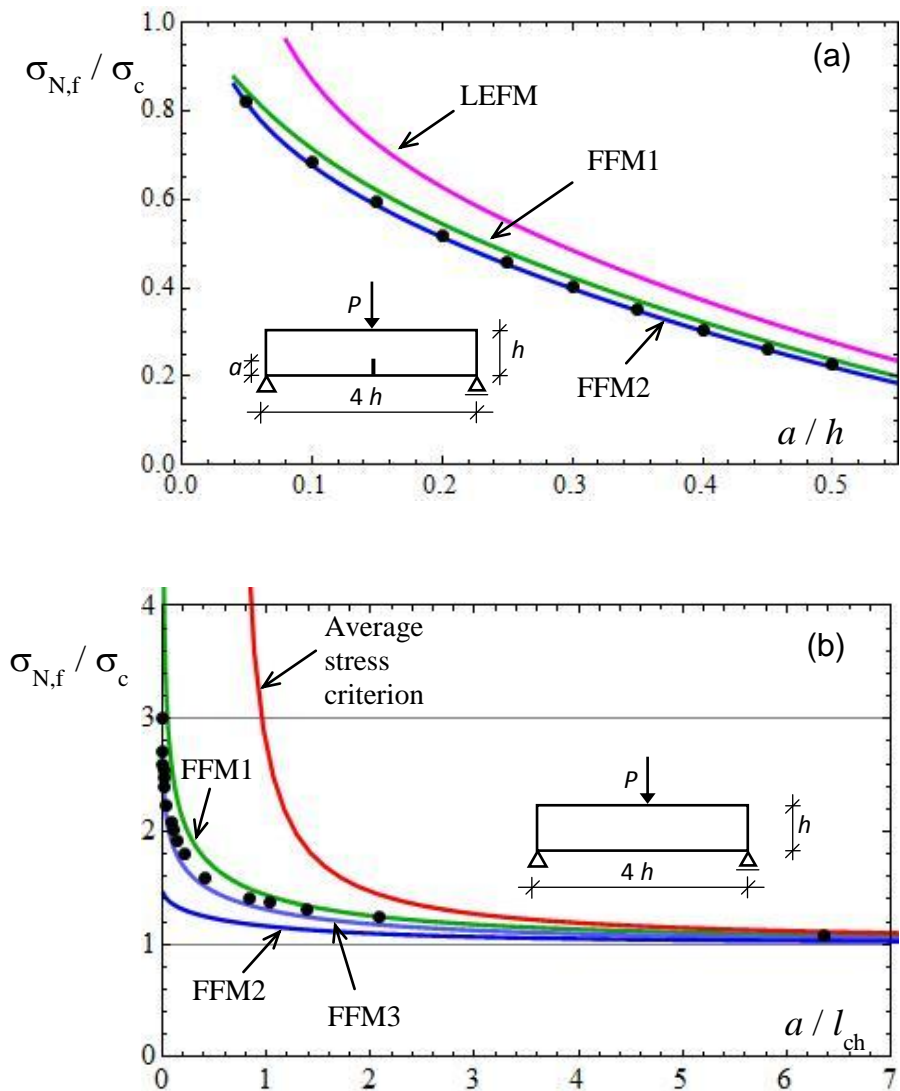 1.0
(a)
σN,f / σc
LEFM
0.8
FFM1
0.6
0.4
P
h
a
FFM2
0.2
4 h
a / h
0.0
0.0 0.1 0.2 0.3 0.4 0.5
4
Average
(b)
σN,f / σc
stress
criterion
3
FFM1
P
h
2
4 h
1
FFM2
FFM3
a / lch
0
0 1 2 3 4 5 6 7